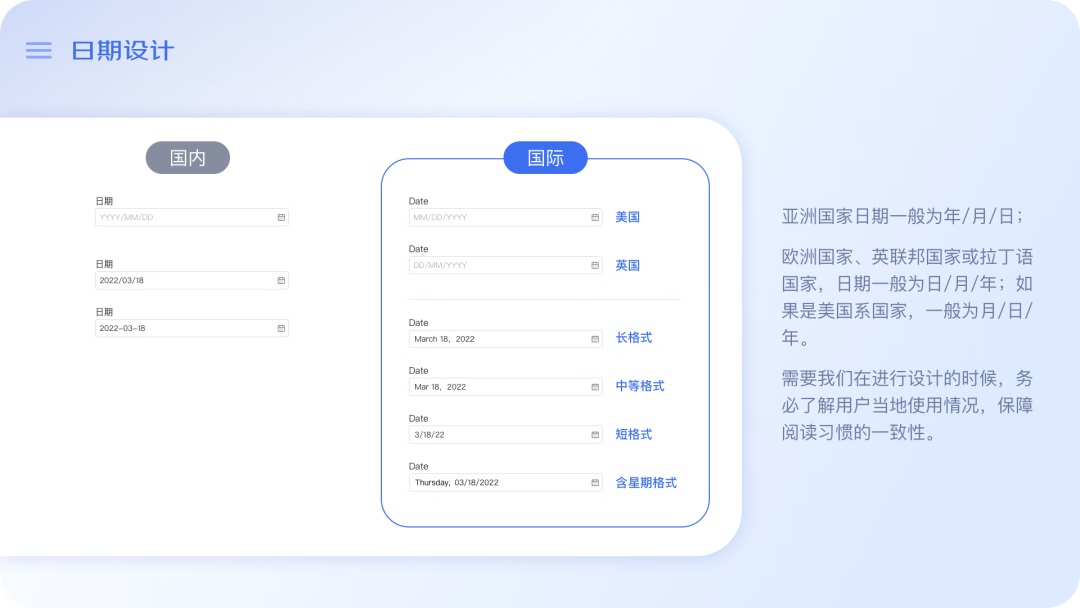 日期设计
国内
日期
YYYY/MM/DD
日期
2022/03/18
日期
2022-03-18
国际
Date
MM/DD/YYYY
美国
Date
DD/MM/YYYY
英国
Date
March 18, 2022
长格式
Date
Mar 18, 2022
中等格式
Date
3/18/22
短格式
Date
Thursday, 03/18/2022
含星期格式
亚洲国家日期一般为年/月/日；
欧洲国家、英联邦国家或拉丁语
国家，日期一般为日/月/年；如
果是美国系国家，一般为月/日/
年。
需要我们在进行设计的时候，务
必了解用户当地使用情况，保障
阅读习惯的一致性。